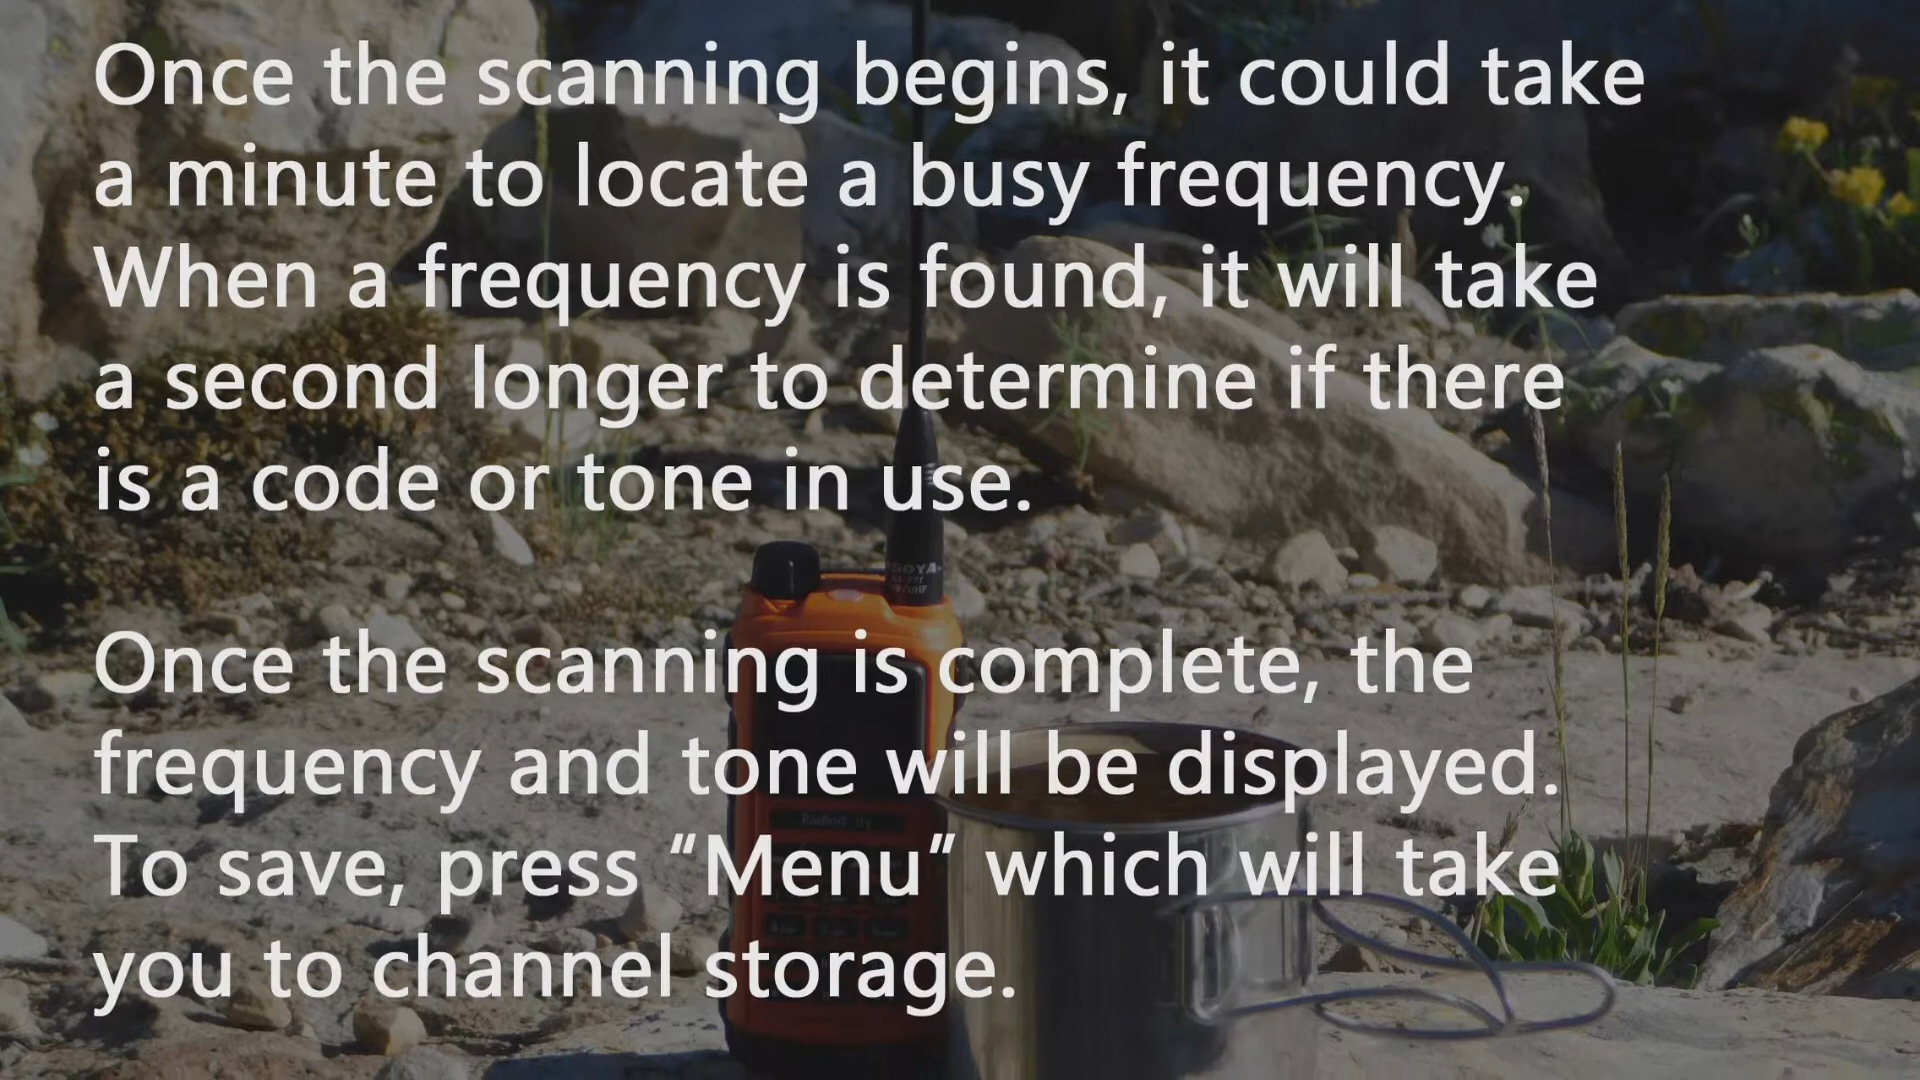 Once the scanning begins, it could take
a minute to locate a busy frequency.
When a frequency is found, it will take
a second longer to determine if there
is a code or tone in use.
Once the scanning is complete, the
frequency and tone will be displayed.
To save, press “Menu” which will take
you to channel storage.